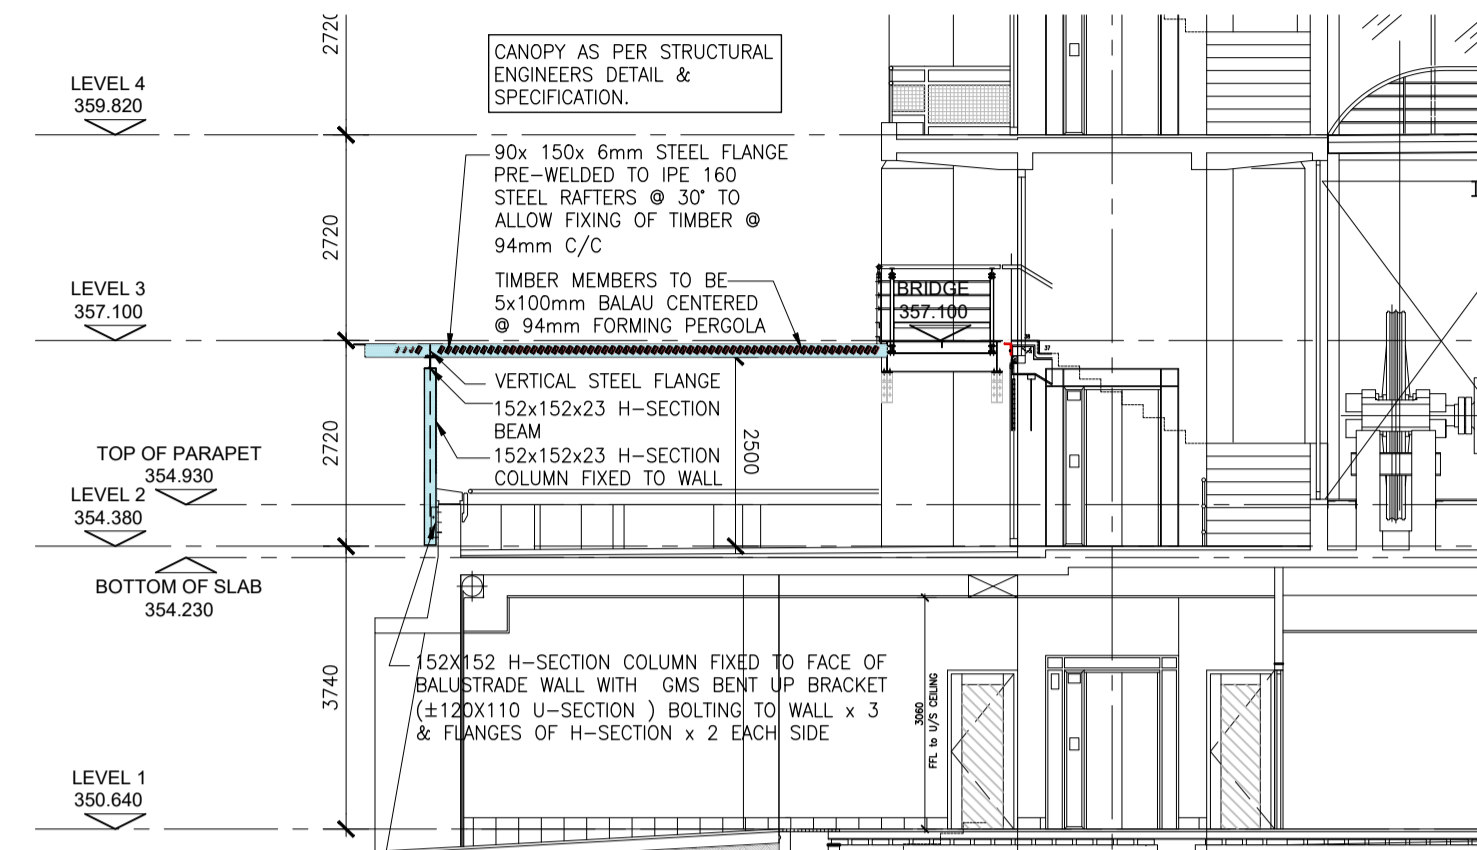 2720
CANOPY AS PER STRUCTURAL
ENGINEERS DETAIL &
SPECIFICATION.
LEVEL 4
359.820
90x 150x 6mm STEEL FLANGE
PRE-WELDED TO IPE 160
STEEL RAFTERS @ 30° TO
ALLOW FIXING OF TIMBER @
94mm C/C
2720
TIMBER MEMBERS TO BE
5x100mm BALAU CENTERED
@ 94mm FORMING PERGOLA
LEVEL 3
357.100
BRIDGE
357.100
VERTICAL STEEL FLANGE
152x152x23 H-SECTION
BEAM
152x152x23 H-SECTION
COLUMN FIXED TO WALL
2720
2500
TOP OF PARAPET
354.930
LEVEL 2
354.380
BOTTOM OF SLAB
354.230
152X152 H-SECTION COLUMN FIXED TO FACE OF
BALUSTRADE WALL WITH GMS BENT UP BRACKET
(±120X110 U-SECTION ) BOLTING TO WALL x 3
& FLANGES OF H-SECTION x 2 EACH SIDE
3740
3060
FFL to U/S CEILING
LEVEL 1
350.640